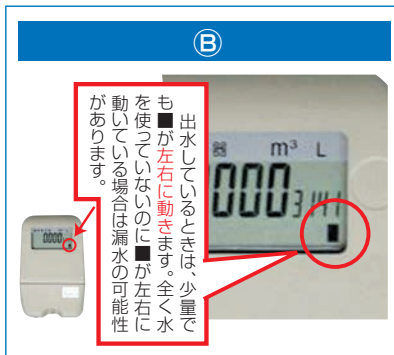 Ⓑ
出水しているときは、少量で
も■が左右に動きます。全く水
を使っていないのに■が左右に
動いている場合は漏水の可能性
があります。
m³ L
0003141
0000